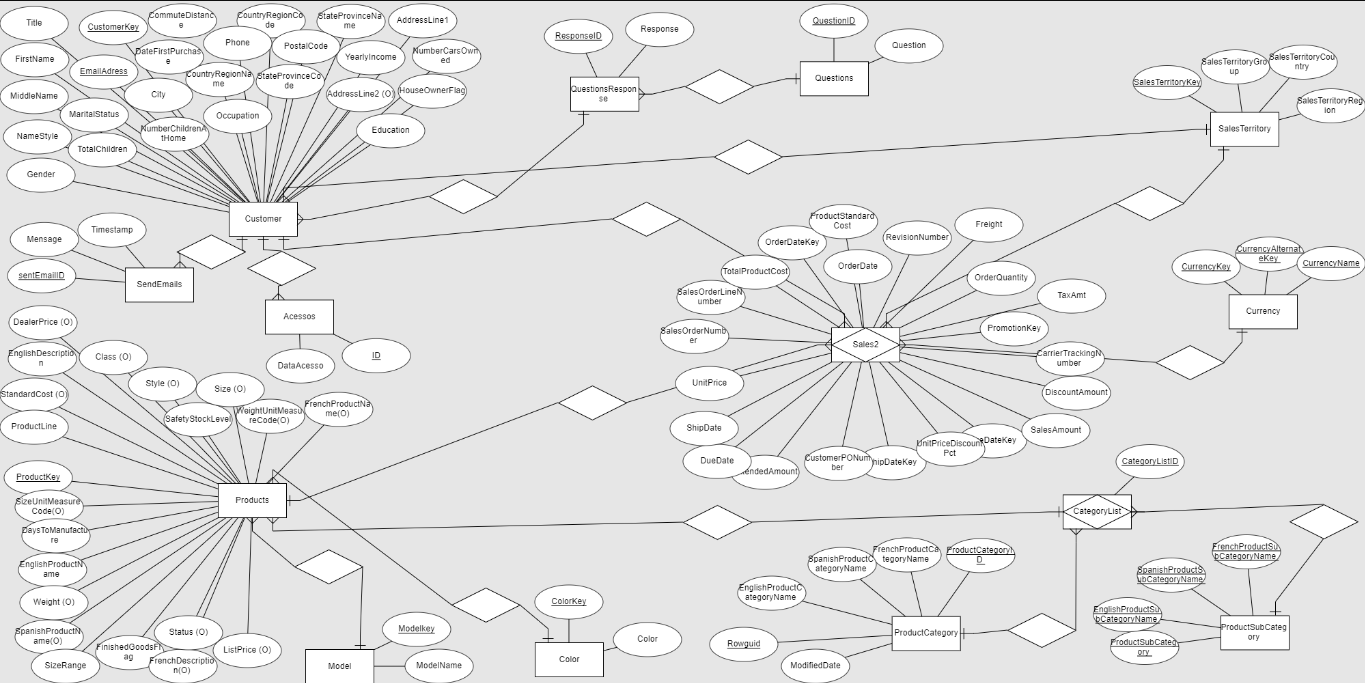 Title
CustomerKey
CommuteDistance
CountryRegionCode
StateProvinceName
AddressLine1
FirstName
EmailAdress
DateFirstPurchase
Phone
PostalCode
YearlyIncome
NumberCarsOwned
MiddleName
City
CountryRegionName
StateProvinceCode
AddressLine2 (O)
HouseOwnerFlag
MaritalStatus
NameStyle
NumberChildrenAtHome
Occupation
Education
TotalChildren
Gender
Customer
ResponseID
Response
QuestionsResponse
QuestionID
Question
Questions
SalesTerritoryKey
SalesTerritoryGroup
SalesTerritoryCountry
SalesTerritoryRegion
SalesTerritory
Mensage
Timestamp
sentEmailID
SendEmails
Acessos
DataAcesso
ID
ProductStandardCost
OrderDateKey
RevisionNumber
Freight
TotalProductCost
OrderDate
OrderQuantity
SalesOrderLineNumber
TaxAmt
SalesOrderNumber
PromotionKey
Sales2
CarrierTrackingNumber
UnitPrice
DiscountAmount
ShipDate
SalesAmount
DueDate
endedAmount
CustomerPONumber
hipDateKey
UnitPriceDiscountPct
eDateKey
CurrencyKey
CurrencyAlternateKey
CurrencyName
Currency
DealerPrice (O)
EnglishDescription
Class (O)
Style (O)
Size (O)
StandardCost (O)
SafetyStockLevel
WeightUnitMeasureCode(O)
FrenchProductName(O)
ProductLine
ProductKey
SizeUnitMeasureCode(O)
DaysToManufacture
EnglishProductName
Weight (O)
SpanishProductName(O)
SizeRange
FinishedGoodsFlag
Status (O)
FrenchDescription(O)
ListPrice (O)
Products
Modelkey
ModelName
Model
ColorKey
Color
Color
CategoryListID
CategoryList
SpanishProductCategoryName
FrenchProductCategoryName
ProductCategoryID
EnglishProductCategoryName
Rowguid
ModifiedDate
ProductCategory
FrenchProductSubCategoryName
SpanishProductSubCategoryName
EnglishProductSubCategoryName
ProductSubCategory
ProductSubCategory